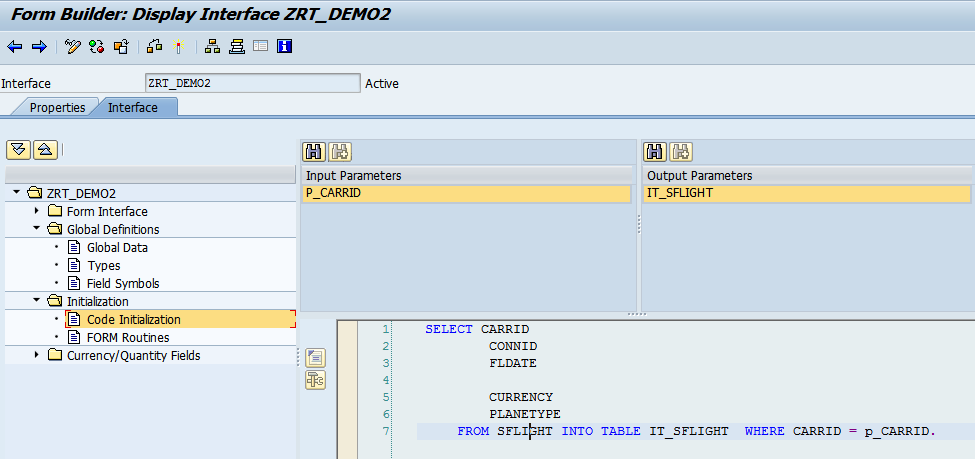 Form Builder: Display Interface ZRT_DEMO2
Interface ZRT_DEMO2 Active
Properties Interface
Input Parameters
P_CARRID
Output Parameters
IT_SFLIGHT
ZRT_DEMO2
Form Interface
Global Definitions
Global Data
Types
Field Symbols
Initialization
Code Initialization
FORM Routines
Currency/Quantity Fields
1 SELECT CARRID
2 CONNID
3 FLDATE
4
5 CURRENCY
6 PLANETYPE
7 FROM SFLIGHT INTO TABLE IT_SFLIGHT WHERE CARRID = p_CARRID.